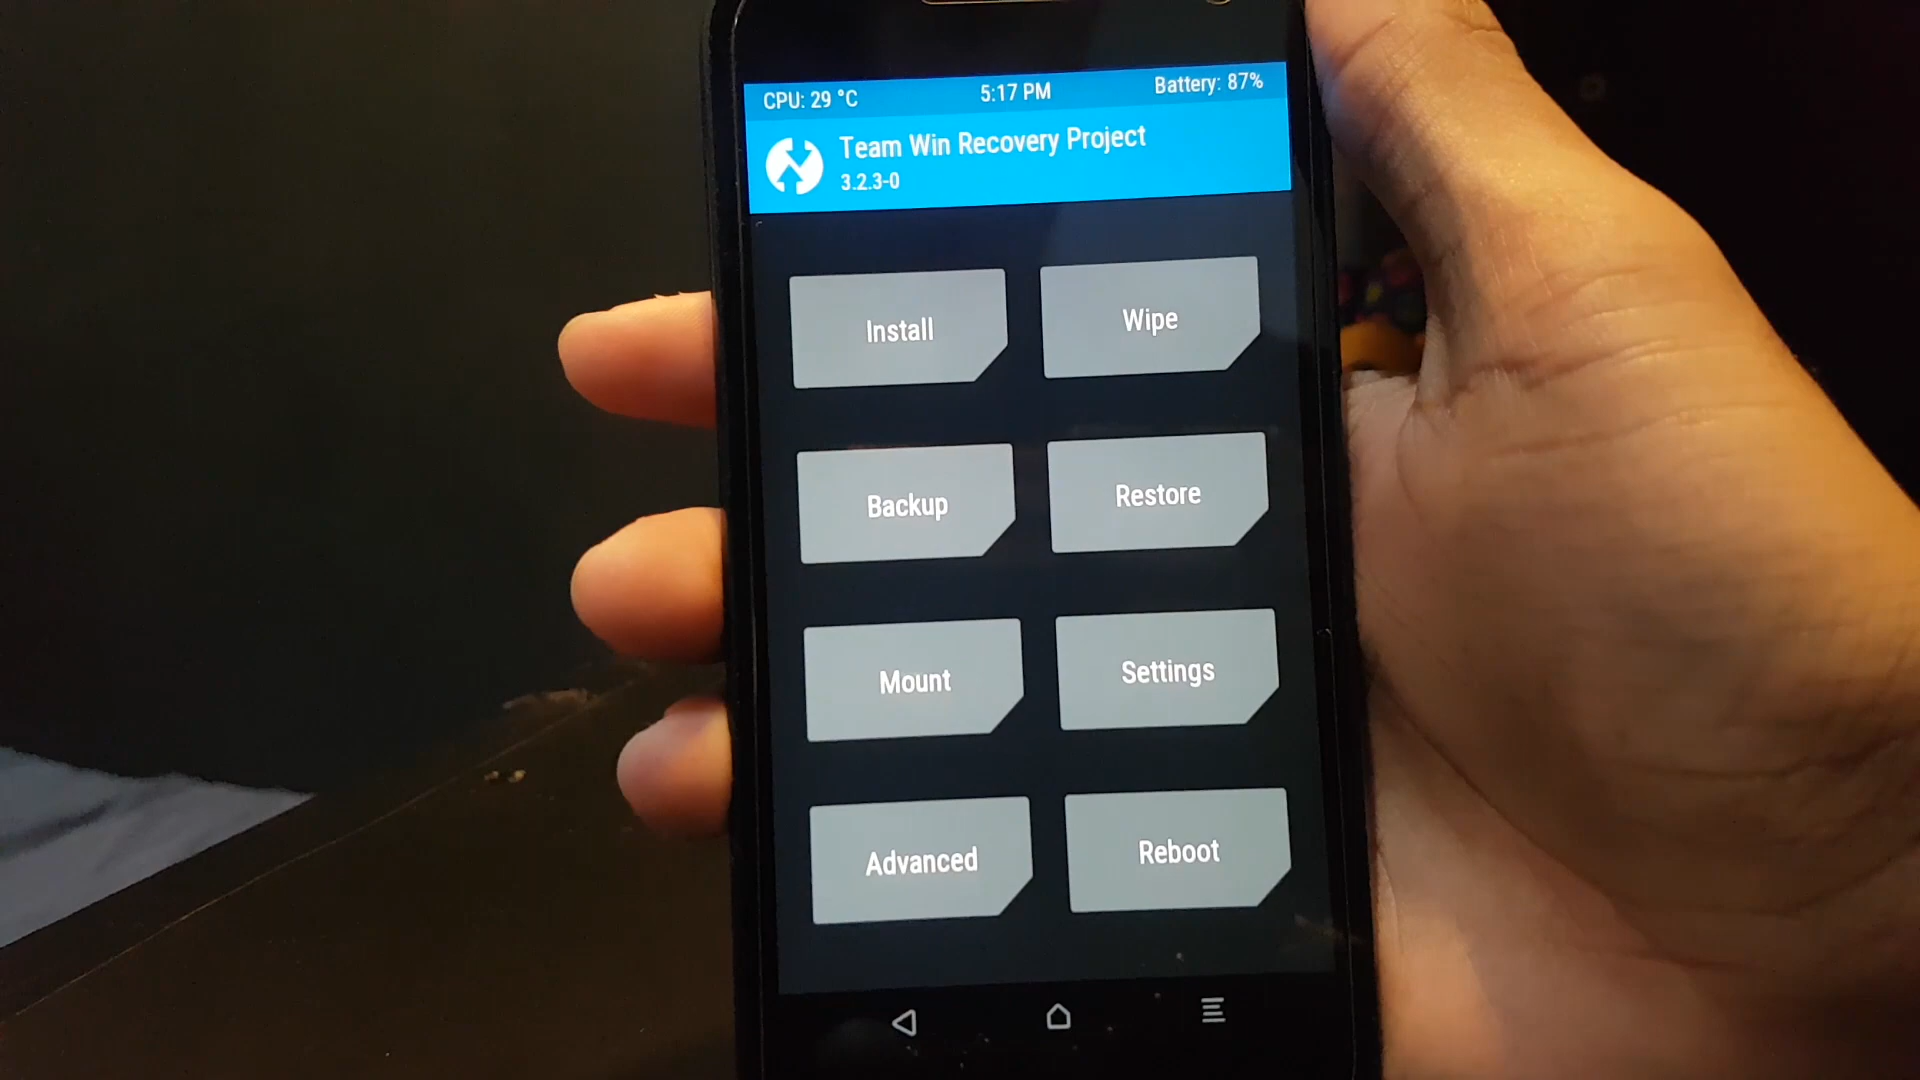 CPU: 29 °C 5:17 PM Battery: 87%
Team Win Recovery Project
3.2.3-0
Install Wipe
Backup Restore
Mount Settings
Advanced Reboot